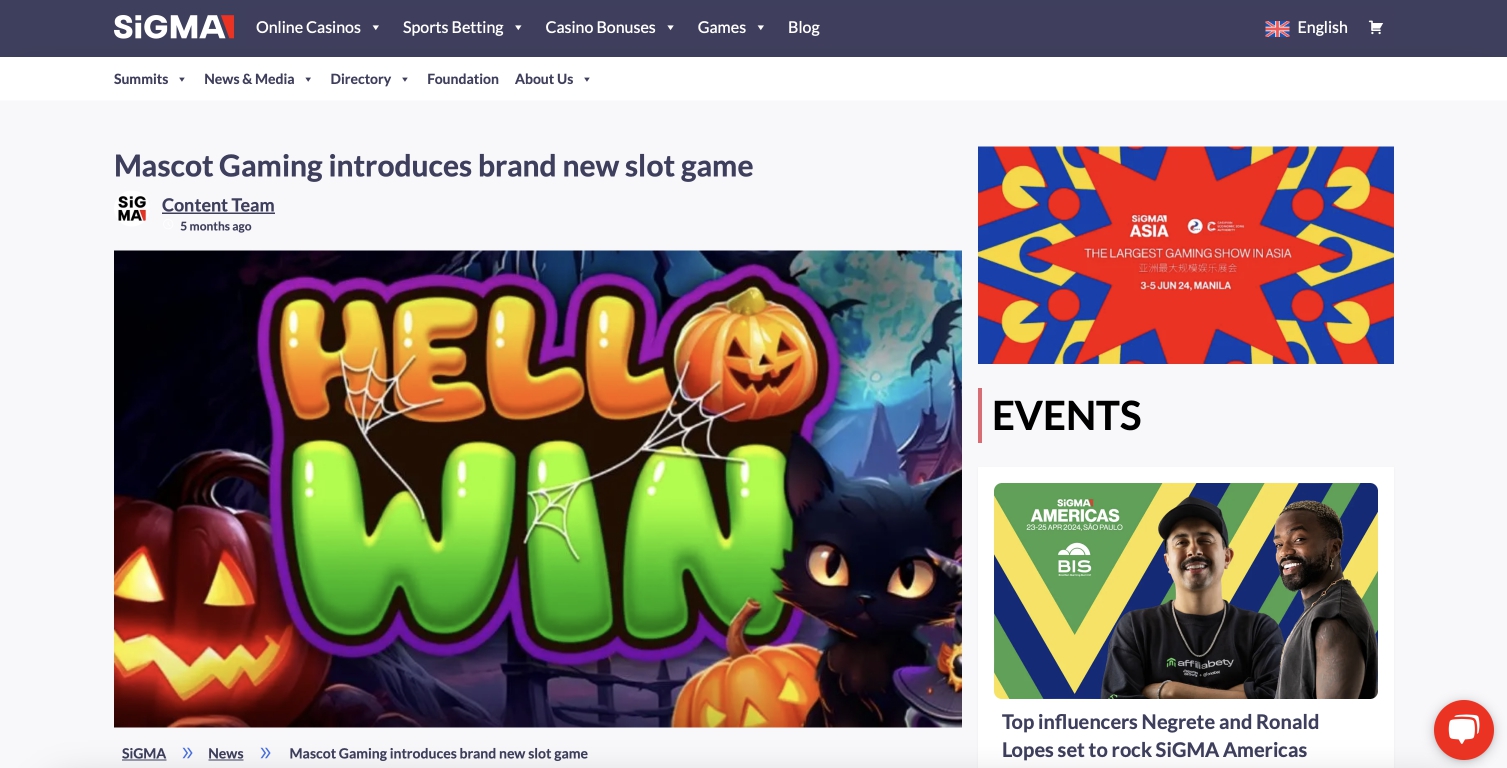 SiGMA
Online Casinos
Sports Betting
Casino Bonuses
Games
Blog
English
Summits
News & Media
Directory
Foundation
About Us
Mascot Gaming introduces brand new slot game
SiG
MA
Content Team
5 months ago
HELLO
WIN
SiGMA
News
Mascot Gaming introduces brand new slot game
SiGMA
ASIA
THE LARGEST GAMING SHOW IN ASIA
亚洲最大规模娱乐展会
3-5 JUN 24, MANILA
EVENTS
SiGMA
AMERICAS
23-25 APR 2024, SÃO PAULO
BIS
affiliabety
Top influencers Negrete and Ronald
Lopes set to rock SiGMA Americas